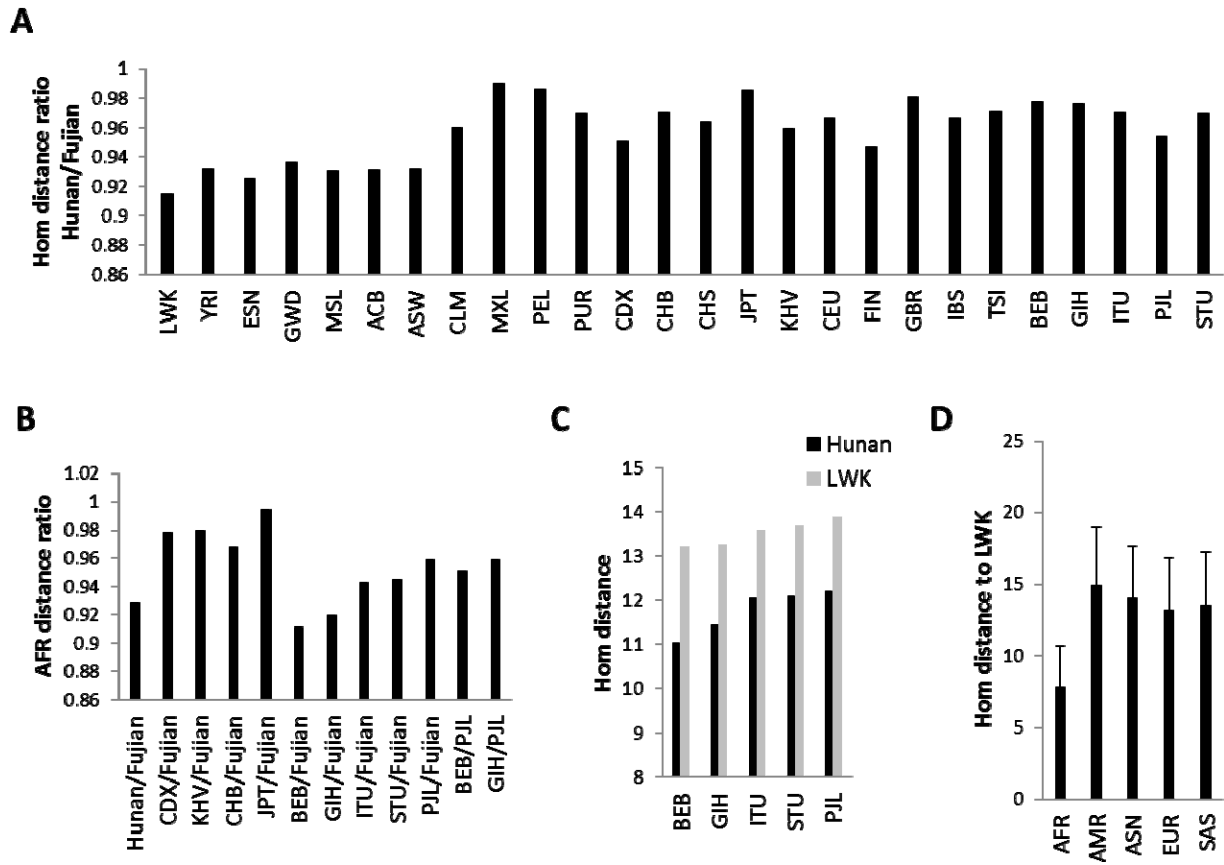 A
Hom distance ratio
Hunan/Fujian
1
0.98
0.96
0.94
0.92
0.9
0.88
0.86
LWK
YRI
ESN
GWD
MSL
ACB
ASW
CLM
MXL
PEL
PUR
CDX
CHB
CHS
JPT
KHV
CEU
FIN
GBR
IBS
TSI
BEB
GIH
ITU
PJL
STU
B
AFR distance ratio
1.02
1
0.98
0.96
0.94
0.92
0.9
0.88
0.86
Hunan/Fujian
CDX/Fujian
KHV/Fujian
CHB/Fujian
JPT/Fujian
BEB/Fujian
GIH/Fujian
ITU/Fujian
STU/Fujian
PJL/Fujian
BEB/PJL
GIH/PJL
C
Hunan
LWK
Hom distance
15
14
13
12
11
10
9
8
BEB
GIH
ITU
STU
PJL
D
Hom distance to LWK
25
20
15
10
5
0
AFR
AMR
ASN
EUR
SAS